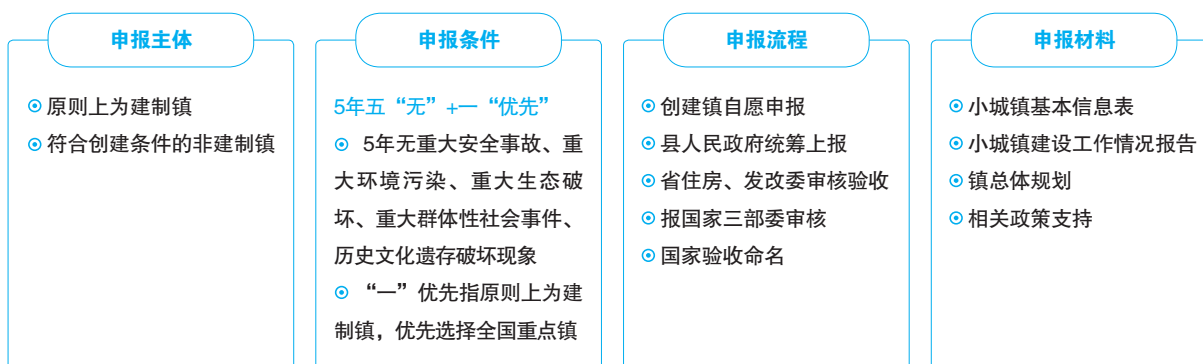 申报主体
⊙ 原则上为建制镇
⊙ 符合创建条件的非建制镇
申报条件
5年五“无”+一“优先”
⊙ 5年无重大安全事故、重
大环境污染、重大生态破
坏、重大群体性社会事件、
历史文化遗存破坏现象
⊙ “一”优先指原则上为建
制镇，优先选择全国重点镇
申报流程
⊙ 创建镇自愿申报
⊙ 县人民政府统筹上报
⊙ 省住房、发改委审核验收
⊙ 报国家三部委审核
⊙ 国家验收命名
申报材料
⊙ 小城镇基本信息表
⊙ 小城镇建设工作情况报告
⊙ 镇总体规划
⊙ 相关政策支持